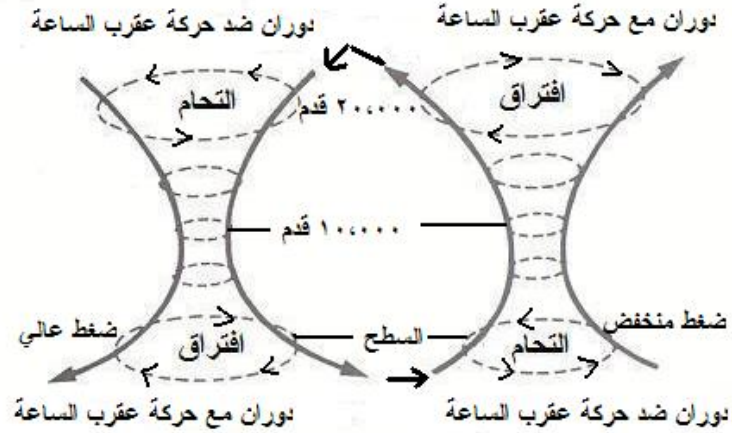 دوران مع حركة عقرب الساعة
دوران ضد حركة عقرب الساعة
افتراق
التحام
٢٠،٠٠٠ قدم
١٠،٠٠٠ قدم
ضغط منخفض
السطح
ضغط عالي
التحام
افتراق
دوران ضد حركة عقرب الساعة
دوران مع حركة عقرب الساعة